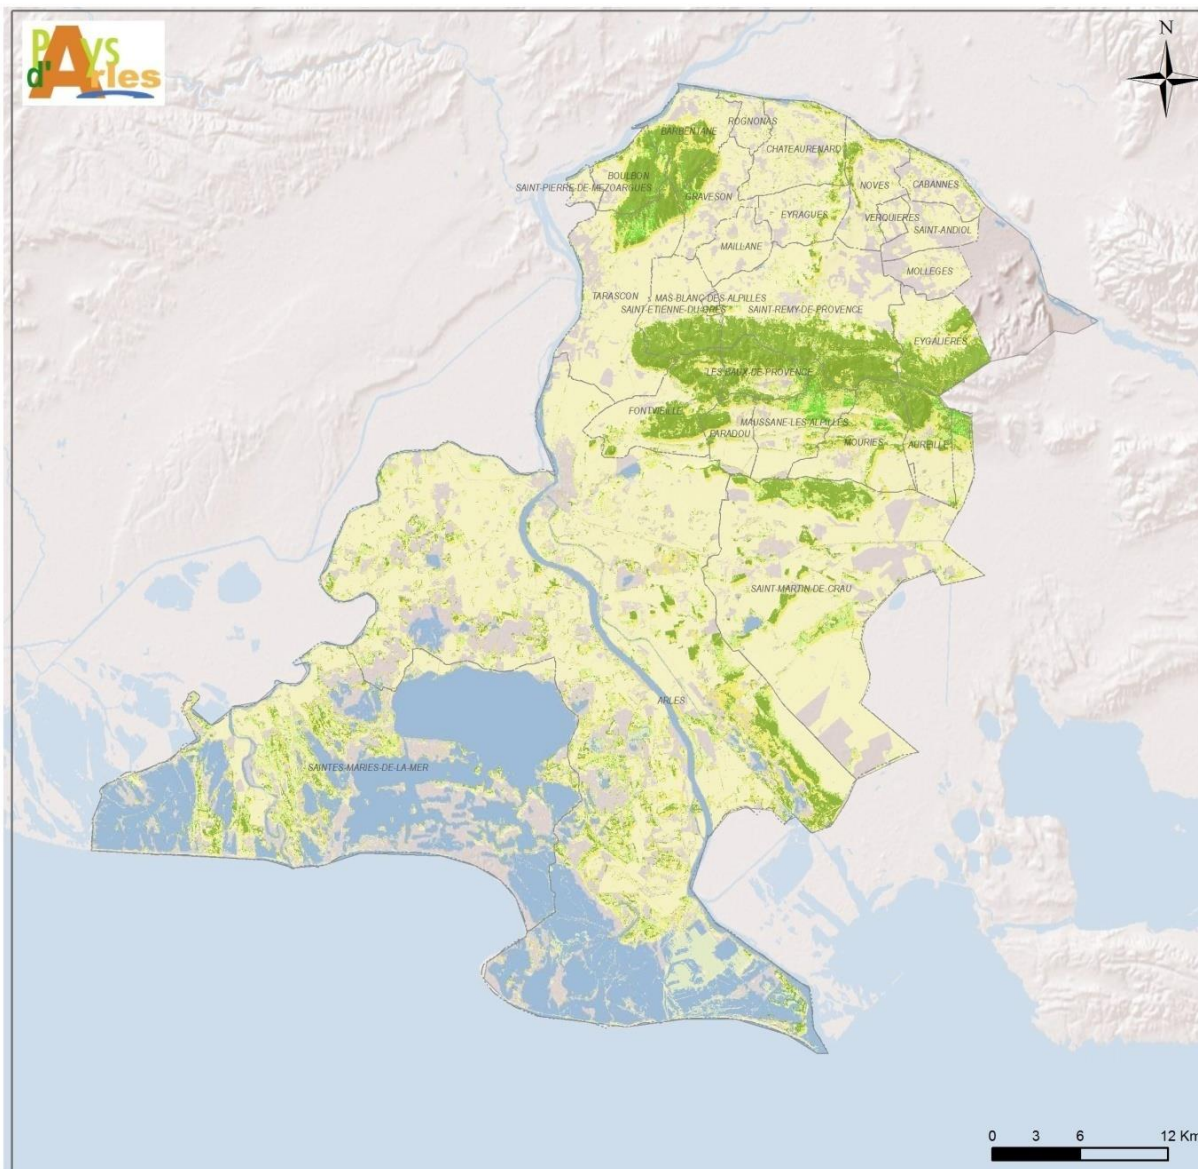 Pays
d'Arles
N
BARBENTANE
ROGNONAS
CHATEAURENARD
BOULBON
SAINT-PIERRE-DE-MEZOARGUES
GRAVESON
NOVES
CABANNES
EYRAGUES
VERQUIERES
SAINT-ANDIOL
MAILLANE
MOLLEGES
TARASCON
MAS-BLANC-DES-ALPILLES
SAINT-ETIENNE-DU-GRES
SAINT-REMY-DE-PROVENCE
EYGALIERES
LES BAUX-DE-PROVENCE
FONTVIEILLE
MAUSSANE-LES-ALPILLES
PARADOU
MOURIES
AUREILLE
SAINT-MARTIN-DE-CRAU
ARLES
SAINTES-MARIES-DE-LA-MER
0 3 6 12 Km